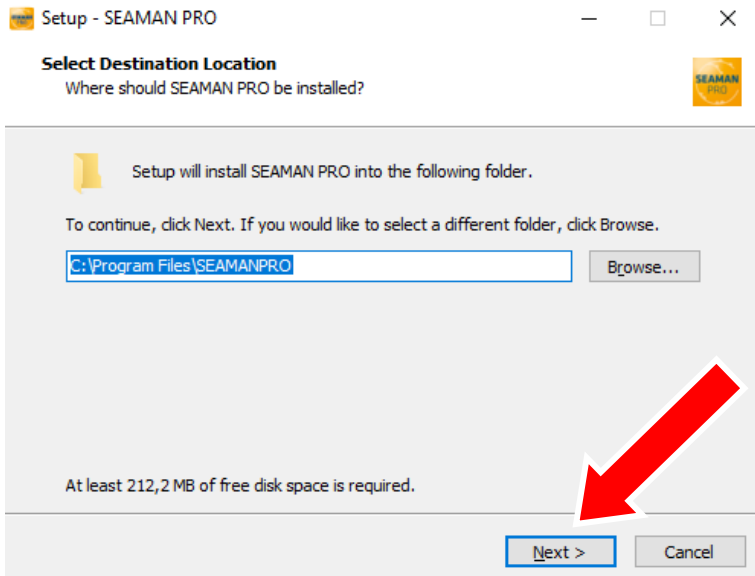 Setup - SEAMAN PRO
Select Destination Location
Where should SEAMAN PRO be installed?
SEAMAN
PRO
Setup will install SEAMAN PRO into the following folder.
To continue, click Next. If you would like to select a different folder, click Browse.
C:\Program Files\SEAMANPRO
Browse...
At least 212,2 MB of free disk space is required.
Next >
Cancel